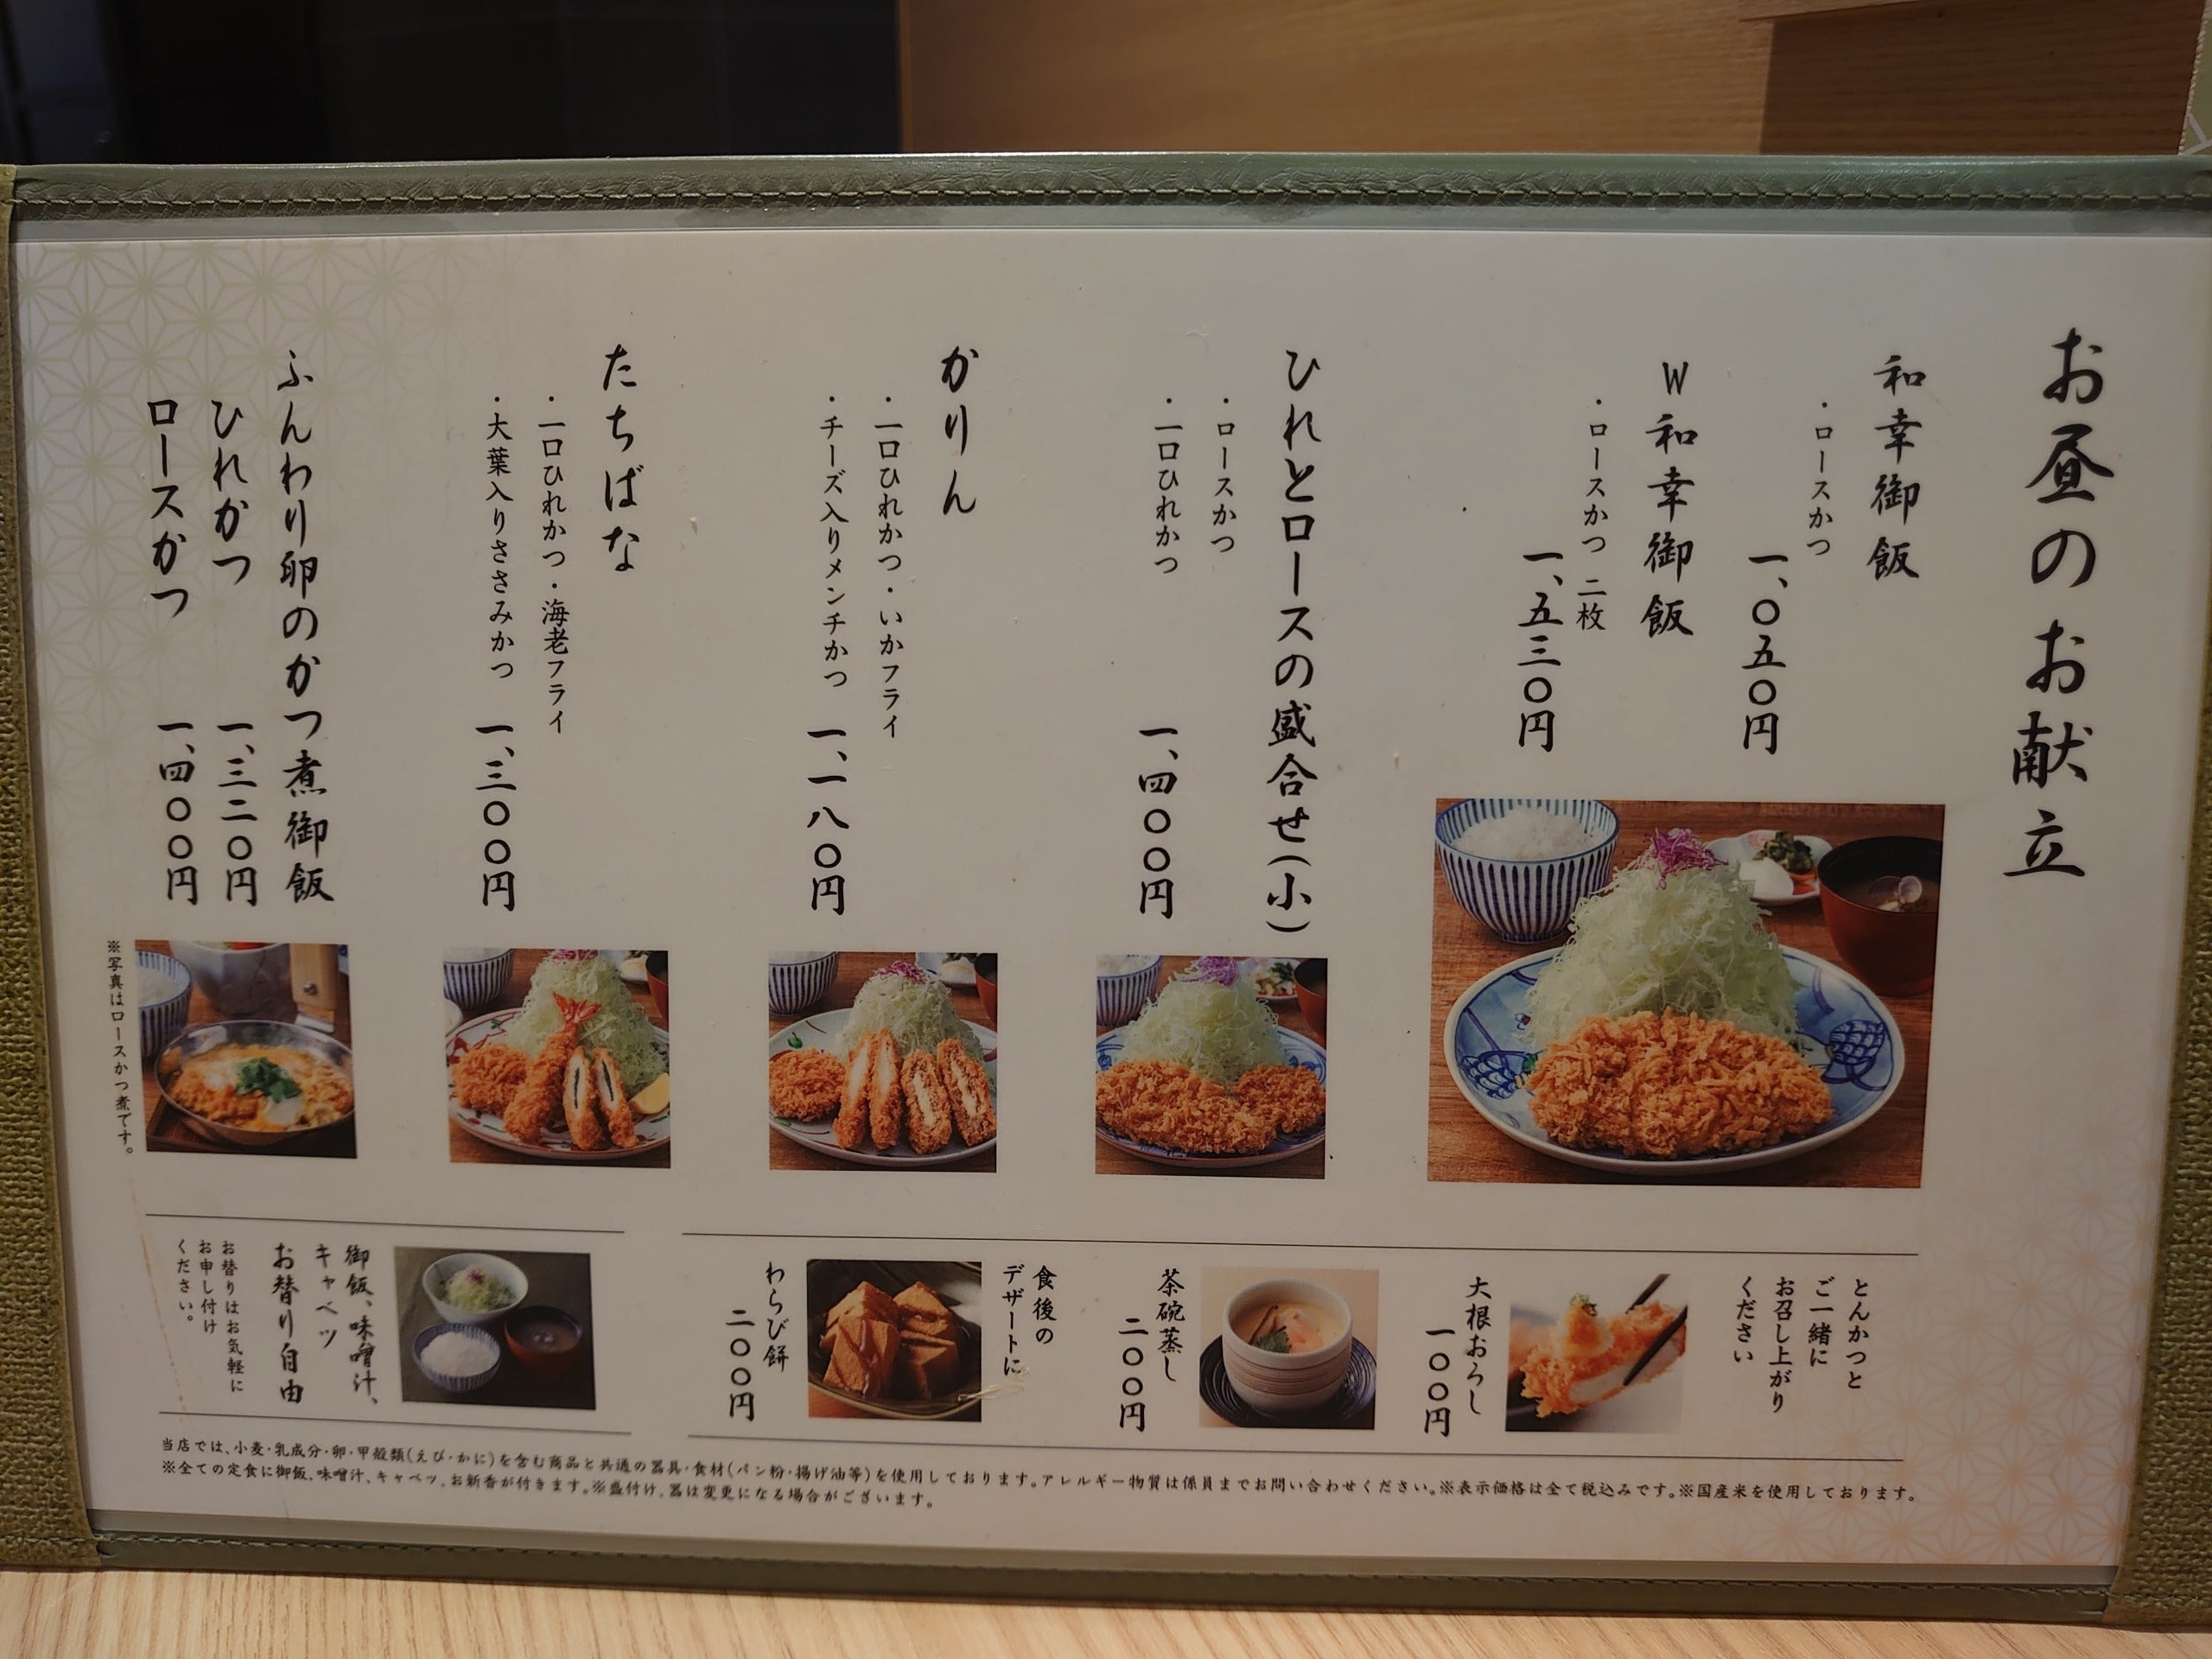 お昼のお献立
和幸御飯
・ロースかつ
一、〇五〇円
W和幸御飯
・ロースかつ 二枚
一、五三〇円
ひれとロースの盛合せ(小)
・ロースかつ
・一口ひれかつ
一、四〇〇円
かりん
・一口ひれかつ・いかフライ
・チーズ入りメンチかつ
一、一八〇円
たちばな
・一口ひれかつ・海老フライ
・大葉入りささみかつ
一、三〇〇円
ふんわり卵のかつ煮御飯
ひれかつ 一、三二〇円
ロースかつ 一、四〇〇円
※写真はロースかつ煮です。
とんかつと
ご一緒に
お召し上がり
ください
大根おろし
一〇〇円
茶碗蒸し
二〇〇円
食後の
デザートに
わらび餅
二〇〇円
御飯、味噌汁、
キャベツ
お替り自由
お替りはお気軽に
お申し付け
ください。
当店では、小麦・乳成分・卵・甲殻類(えび・かに)を含む商品と共通の器具・食材(パン粉・揚げ油等)を使用しております。アレルギー物質は係員までお問い合わせください。※表示価格は全て税込みです。※国産米を使用しております。
※全ての定食に御飯、味噌汁、キャベツ、お新香が付きます。※盛付け、器は変更になる場合がございます。